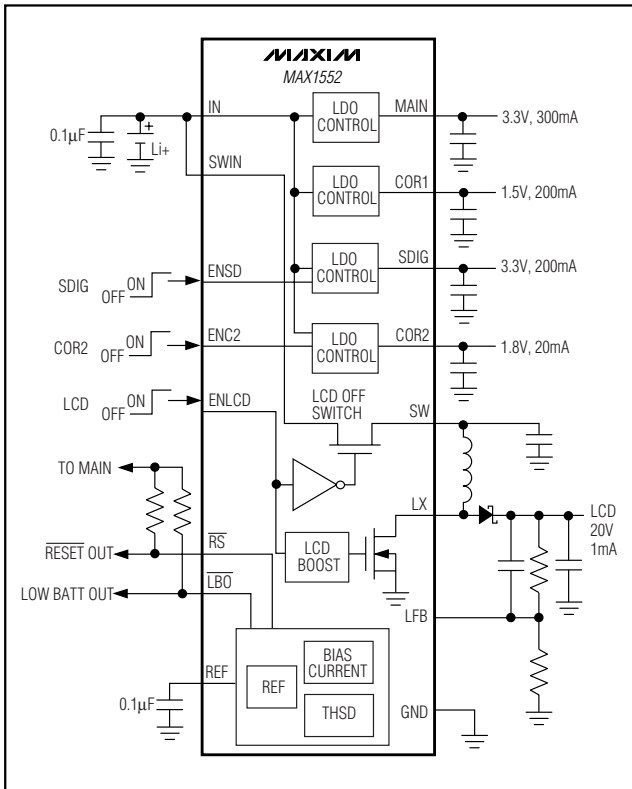 MAXIM
MAX1552
IN
MAIN
LDO
CONTROL
3.3V, 300mA
0.1µF
+
Li+
SWIN
LDO
CONTROL
COR1
1.5V, 200mA
SDIG
ON
OFF
ENSD
LDO
CONTROL
SDIG
3.3V, 200mA
COR2
ON
OFF
ENC2
LDO
CONTROL
COR2
1.8V, 20mA
LCD
ON
OFF
ENLCD
LCD OFF
SWITCH
SW
TO MAIN
LX
LCD
20V
1mA
RESET OUT
RS
LCD
BOOST
LOW BATT OUT
LBO
LFB
BIAS
CURRENT
REF
REF
THSD
0.1µF
GND